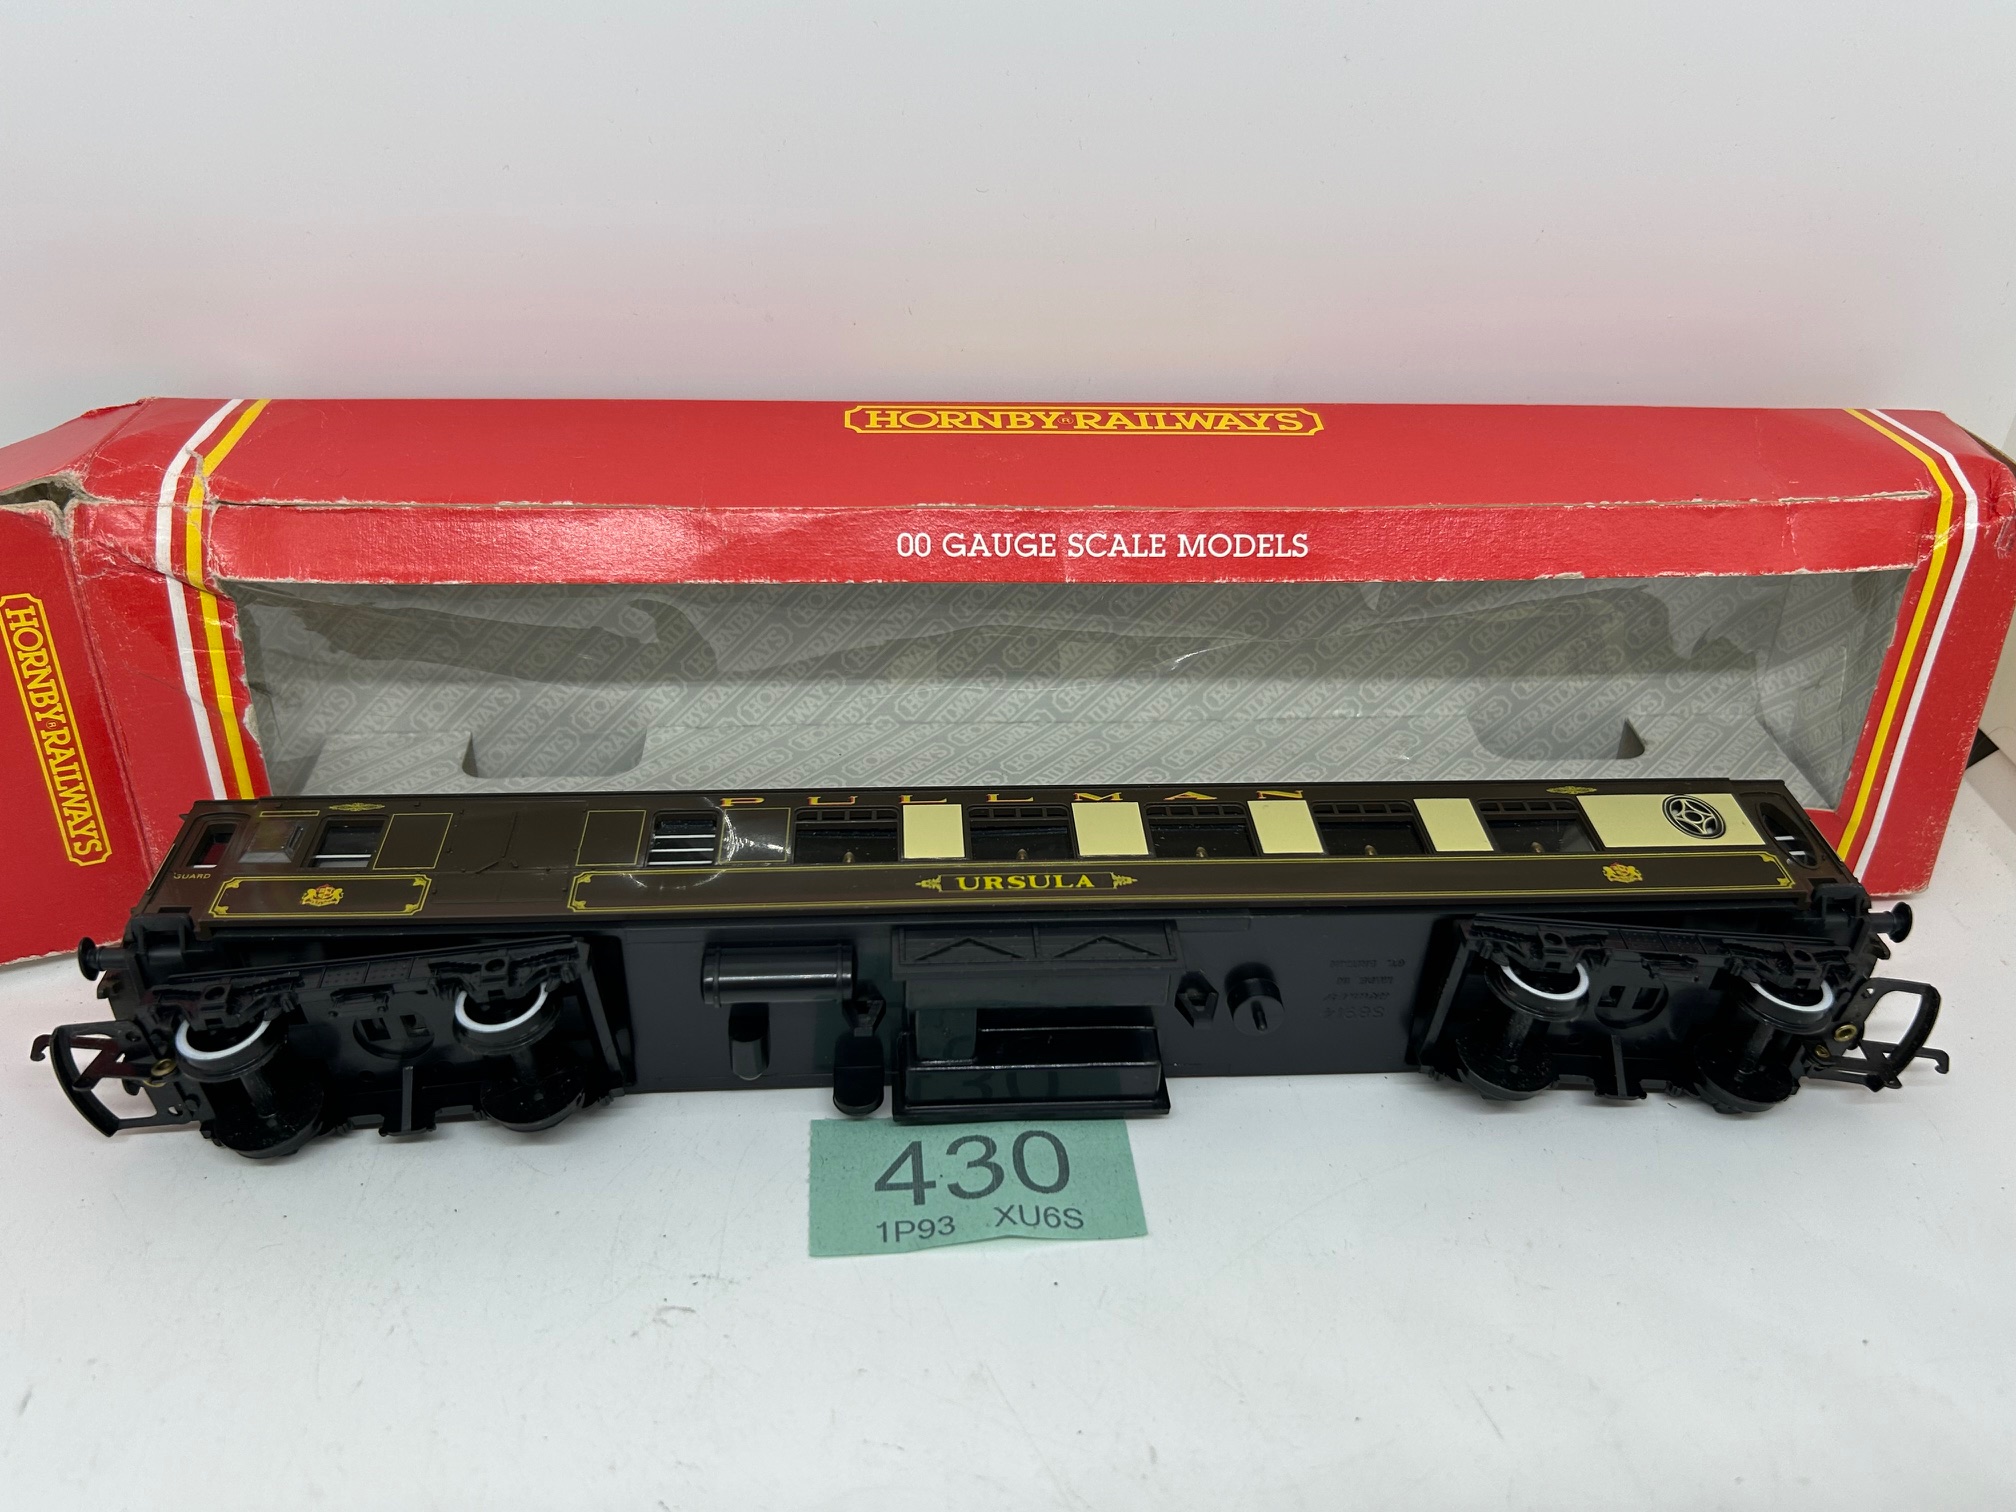 HORNBY® RAILWAYS
00 GAUGE SCALE MODELS
HORNBY® RAILWAYS
PULLMAN
GUARD
URSULA
430
1P93 XU6S